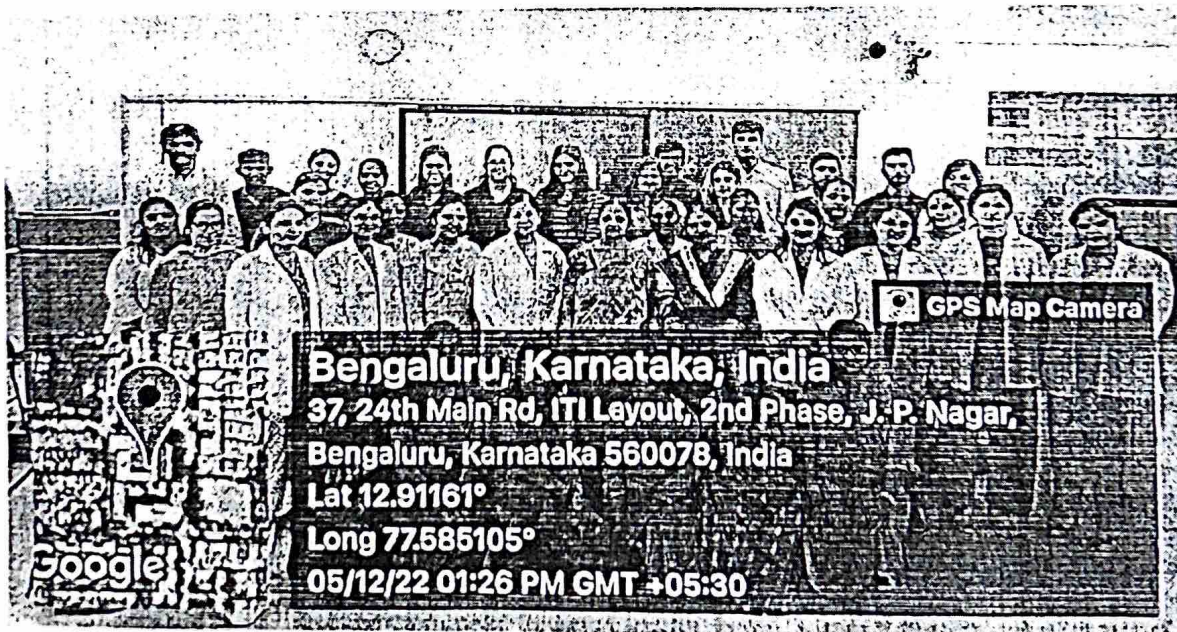 GPS Map Camera
Bengaluru, Karnataka, India
37, 24th Main Rd, ITI Layout, 2nd Phase, J. P. Nagar,
Bengaluru, Karnataka 560078, India
Lat 12.91161°
Long 77.585105°
05/12/22 01:26 PM GMT +05:30
Google